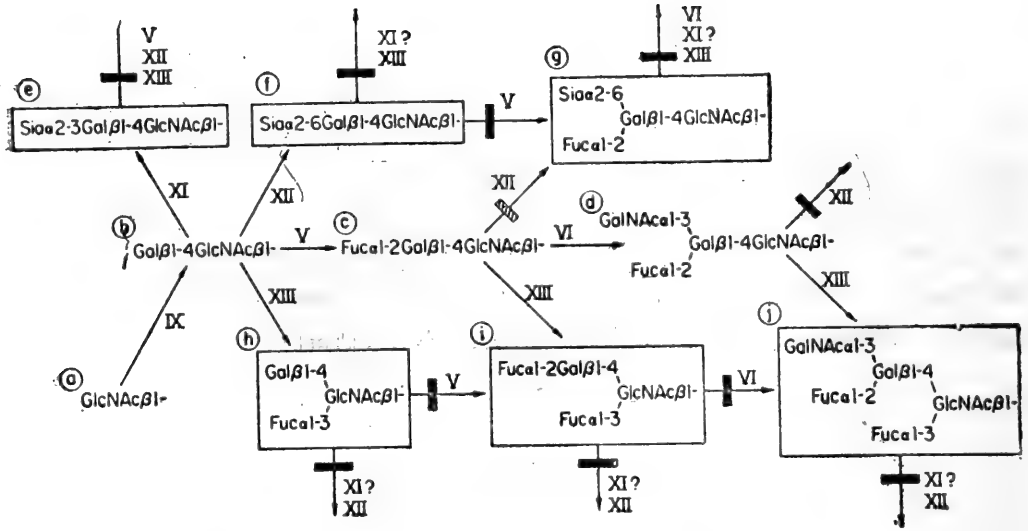 V
XII
XIII
XI?
XIII
VI
XI?
XIII
e
Siaα2-3Galβ1-4GlcNAcβ1-
f
Siaα2-6Galβ1-4GlcNAcβ1-
V
g
Siaα2-6
Galβ1-4GlcNAcβ1-
Fucα1-2
XI
XII
XII
XII
b
Galβ1-4GlcNAcβ1-
V
c
Fucα1-2Galβ1-4GlcNAcβ1-
VI
d
GalNAcα1-3
Galβ1-4GlcNAcβ1-
Fucα1-2
IX
XIII
XIII
XIII
a
GlcNAcβ1-
h
Galβ1-4
GlcNAcβ1-
Fucα1-3
V
i
Fucα1-2Galβ1-4
GlcNAcβ1-
Fucα1-3
VI
j
GalNAcα1-3
Galβ1-4
Fucα1-2
GlcNAcβ1-
Fucα1-3
XI?
XII
XI?
XII
XI?
XII